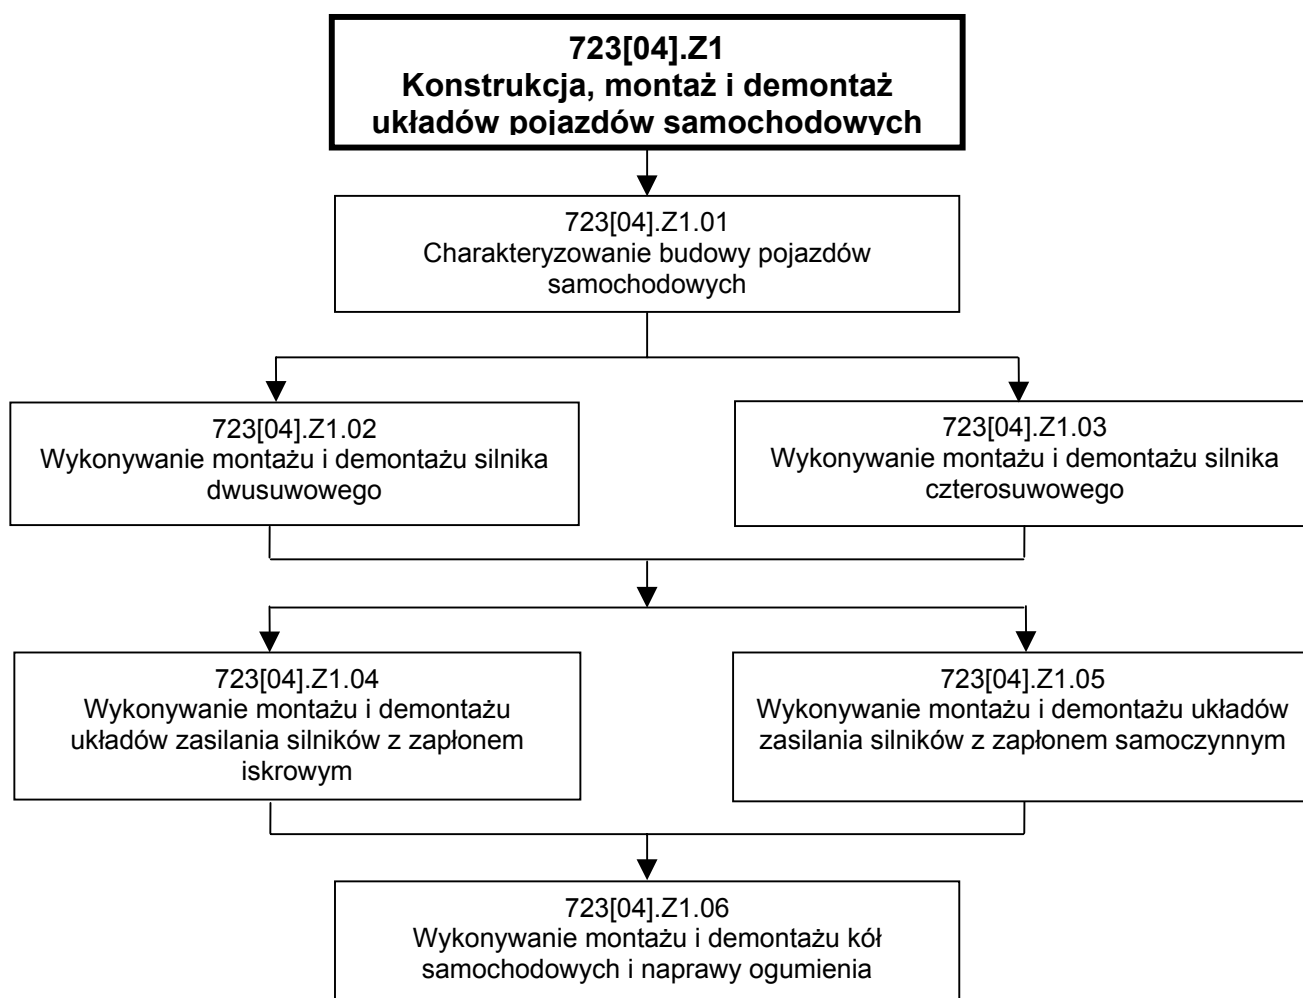 723[04].Z1
Konstrukcja, montaż i demontaż
układów pojazdów samochodowych
723[04].Z1.01
Charakteryzowanie budowy pojazdów
samochodowych
723[04].Z1.02
Wykonywanie montażu i demontażu silnika
dwusuwowego
723[04].Z1.03
Wykonywanie montażu i demontażu silnika
czterosuwowego
723[04].Z1.04
Wykonywanie montażu i demontażu
układów zasilania silników z zapłonem
iskrowym
723[04].Z1.05
Wykonywanie montażu i demontażu układów
zasilania silników z zapłonem samoczynnym
723[04].Z1.06
Wykonywanie montażu i demontażu kół
samochodowych i naprawy ogumienia